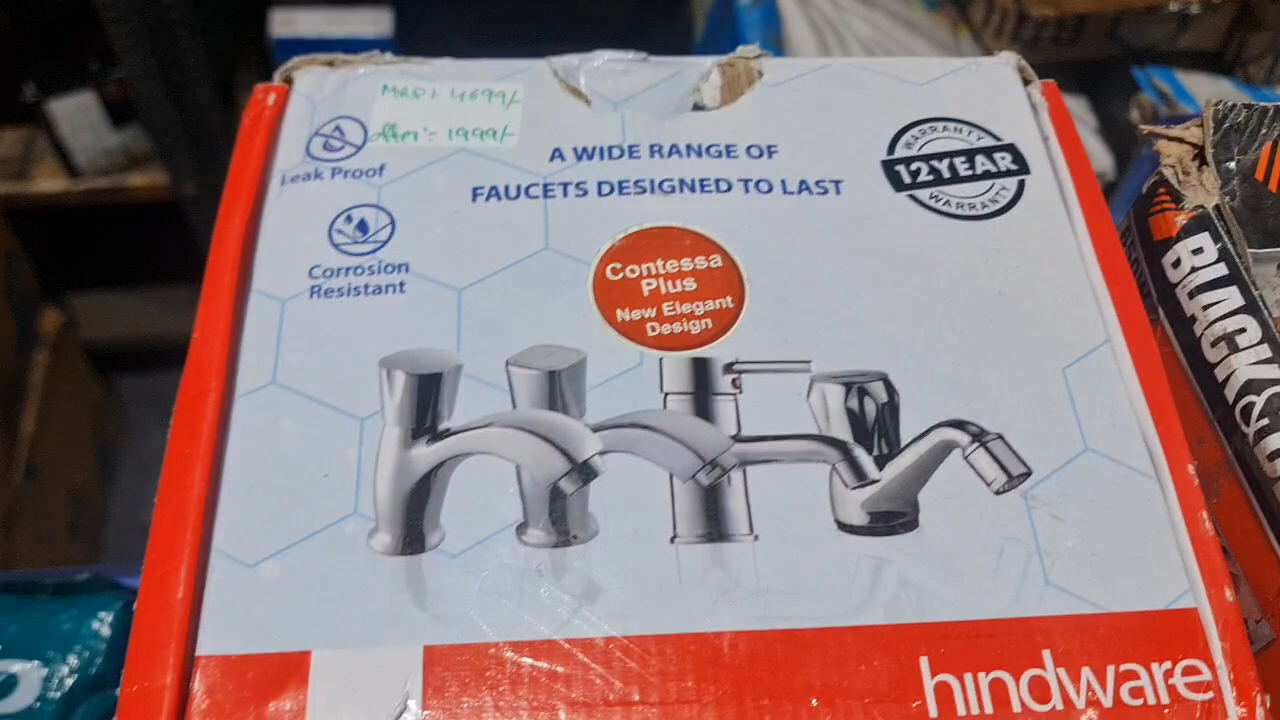 MRP: 4699/-
offer:- 1999/-
Leak Proof
Corrosion
Resistant
A WIDE RANGE OF
FAUCETS DESIGNED TO LAST
WARRANTY
12YEAR
WARRANTY
Contessa
Plus
New Elegant
Design
hindware
BLACK&